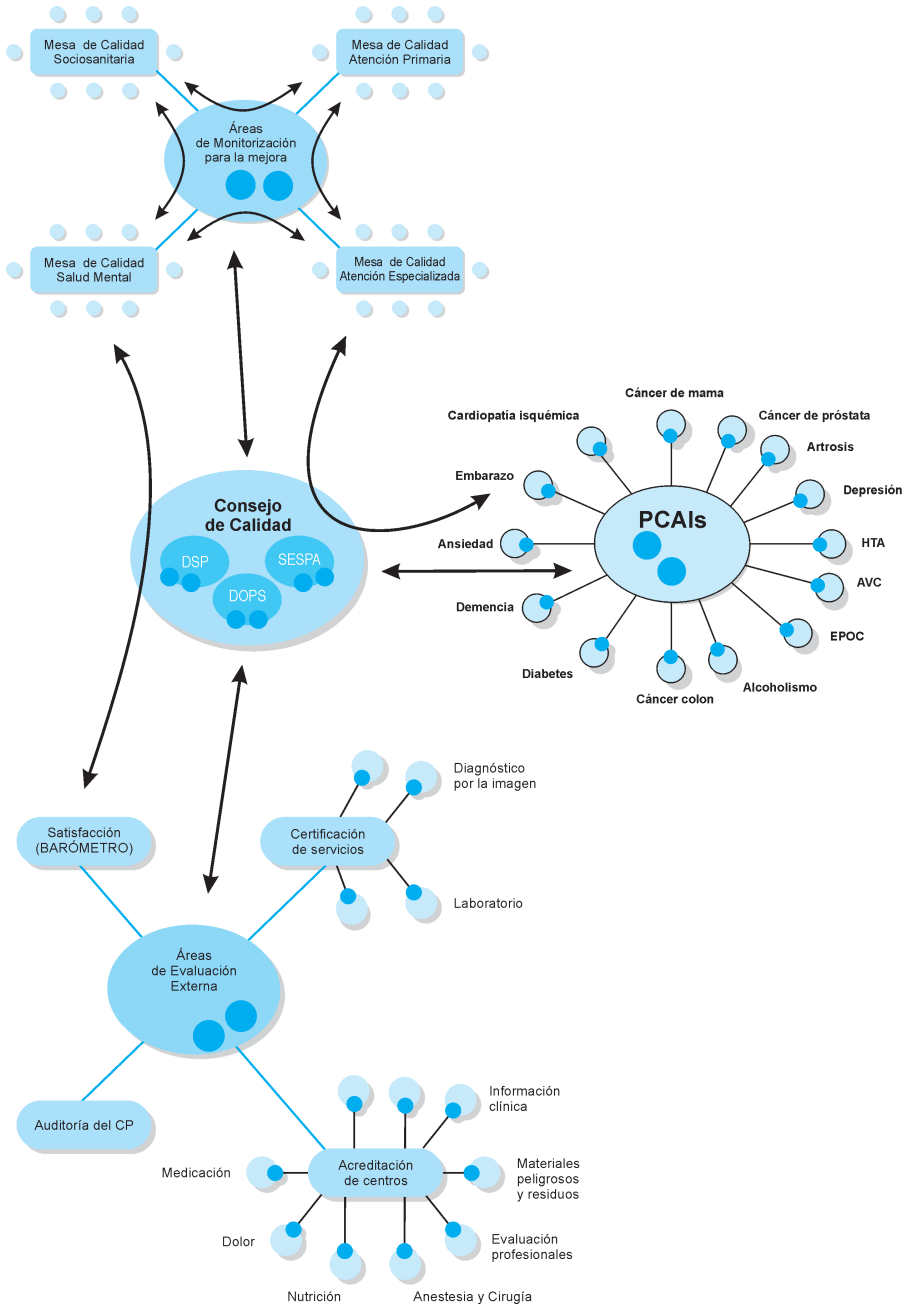 Mesa de Calidad
Sociosanitaria
Mesa de Calidad
Atención Primaria
Áreas
de Monitorización
para la mejora
Mesa de Calidad
Salud Mental
Mesa de Calidad
Atención Especializada
Cáncer de mama
Cardiopatía isquémica
Cáncer de próstata
Artrosis
Embarazo
Depresión
Consejo
de Calidad
PCAIs
Ansiedad
HTA
DSP
SESPA
DOPS
AVC
Demencia
EPOC
Diabetes
Alcoholismo
Cáncer colon
Diagnóstico
por la imagen
Satisfacción
(BARÓMETRO)
Certificación
de servicios
Laboratorio
Áreas
de Evaluación
Externa
Información
clínica
Auditoría del CP
Medicación
Acreditación
de centros
Materiales
peligrosos
y residuos
Dolor
Evaluación
profesionales
Nutrición
Anestesia y Cirugía